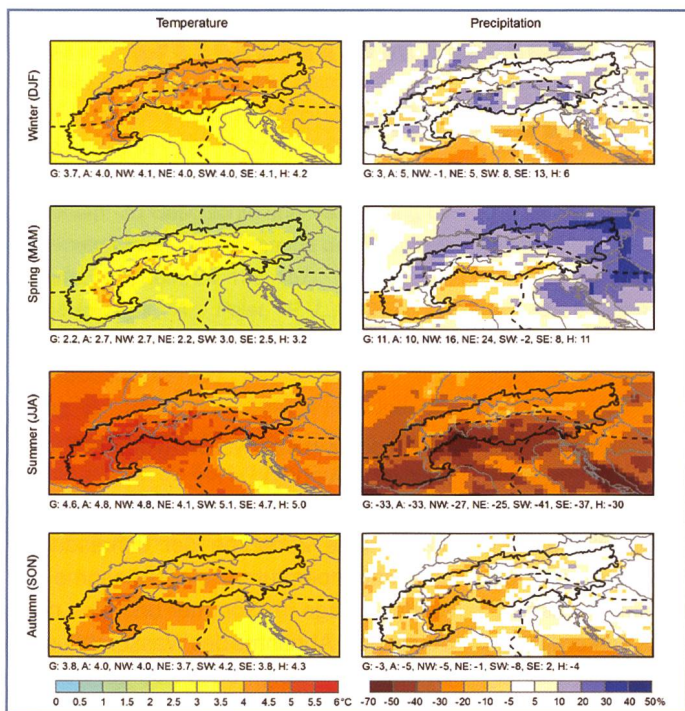 Temperature Precipitation
Winter (DJF)
G: 3.7, A: 4.0, NW: 4.1, NE: 4.0, SW: 4.0, SE: 4.1, H: 4.2 G: 3, A: 5, NW: -1, NE: 5, SW: 8, SE: 13, H: 6
Spring (MAM)
G: 2.2, A: 2.7, NW: 2.7, NE: 2.2, SW: 3.0, SE: 2.5, H: 3.2 G: 11, A: 10, NW: 16, NE: 24, SW: -2, SE: 8, H: 11
Summer (JJA)
G: 4.6, A: 4.8, NW: 4.8, NE: 4.1, SW: 5.1, SE: 4.7, H: 5.0 G: -33, A: -33, NW: -27, NE: -25, SW: -41, SE: -37, H: -30
Autumn (SON)
G: 3.8, A: 4.0, NW: 4.0, NE: 3.7, SW: 4.2, SE: 3.8, H: 4.3 G: -3, A: -5, NW: -5, NE: -1, SW: -8, SE: 2, H: -4
0 0.5 1 1.5 2 2.5 3 3.5 4 4.5 5 5.5 6°C -70 -50 -40 -30 -20 -10 -5 5 10 20 30 40 50%